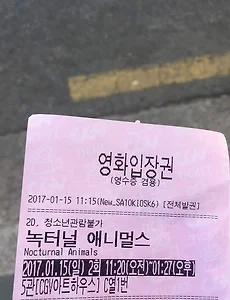 영화입장권
(영수증 겸용)
2017-01-15 11:15(New_SA10KIOSK6) [전체발권]
2D, 청소년관람불가
녹터널 애니멀스
Nocturnal Animals
2017.01.15(일) 2회 11:20(오전)~01:27(오후)
5관[CGV아트하우스] C열1번